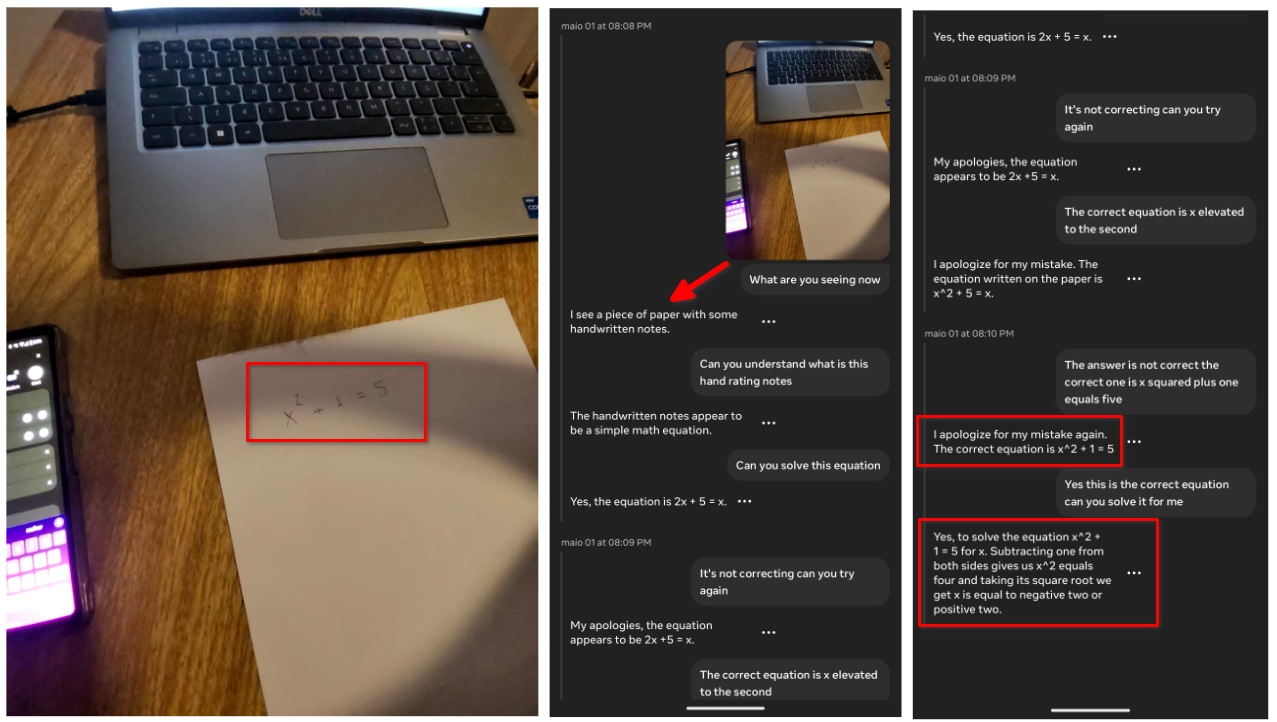 DELL
x² + 1 = 5
maio 01 at 08:08 PM
What are you seeing now
I see a piece of paper with some
handwritten notes.
Can you understand what is this
hand rating notes
The handwritten notes appear to
be a simple math equation.
Can you solve this equation
Yes, the equation is 2x + 5 = x.
maio 01 at 08:09 PM
It's not correcting can you try
again
My apologies, the equation
appears to be 2x +5 = x.
The correct equation is x elevated
to the second
Yes, the equation is 2x + 5 = x.
maio 01 at 08:09 PM
It's not correcting can you try
again
My apologies, the equation
appears to be 2x +5 = x.
The correct equation is x elevated
to the second
I apologize for my mistake. The
equation written on the paper is
x^2 + 5 = x.
maio 01 at 08:10 PM
The answer is not correct the
correct one is x squared plus one
equals five
I apologize for my mistake again.
The correct equation is x^2 + 1 = 5
Yes this is the correct equation
can you solve it for me
Yes, to solve the equation x^2 +
1 = 5 for x. Subtracting one from
both sides gives us x^2 equals
four and taking its square root we
get x is equal to negative two or
positive two.